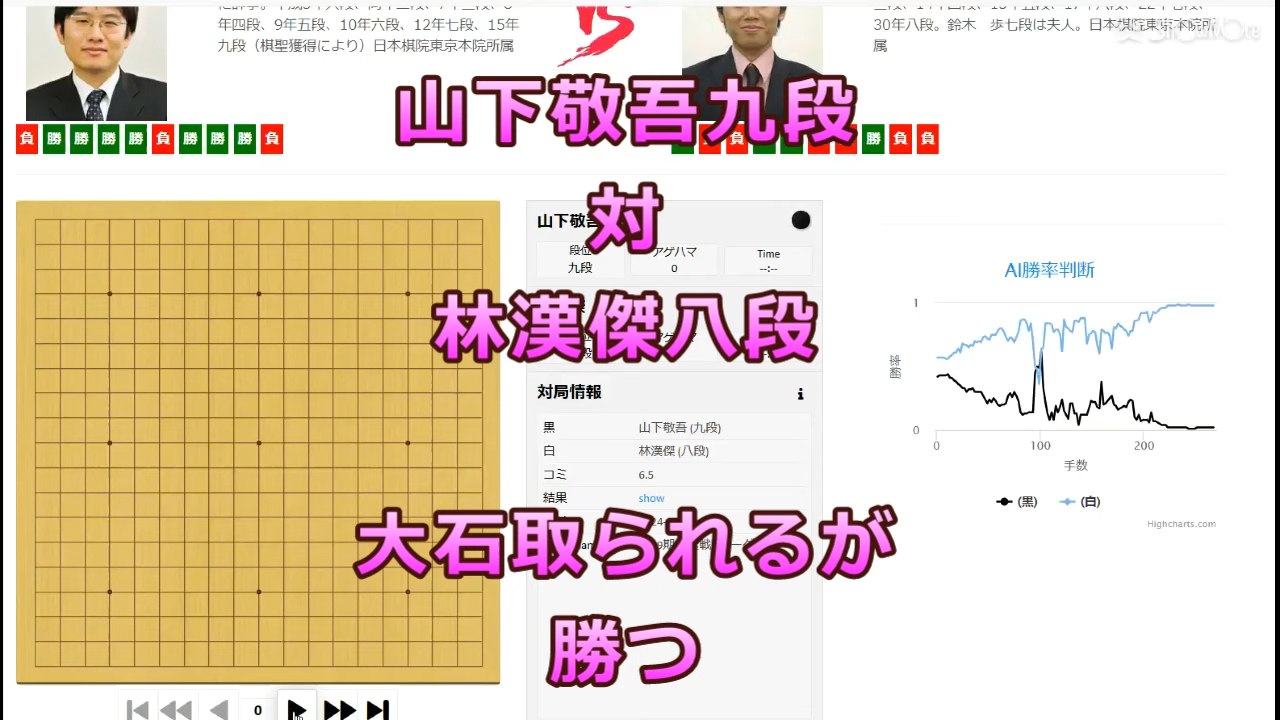 年四段、9年五段、10年六段、12年七段、15年
九段（棋聖獲得により）日本棋院東京本院所属
30年八段。鈴木　歩七段は夫人。日本棋院東京本院所
属
負 勝 勝 勝 勝 負 勝 勝 勝 負
負 勝 負 負
山下敬吾九段
対
林漢傑八段
大石取られるが
勝つ
山下敬吾
段位
九段
アゲハマ
0
Time
--:--
対局情報
黒 山下敬吾 (九段)
白 林漢傑 (八段)
コミ 6.5
結果 show
0
AI勝率判断
1
0
勝率
0 100 200
手数
(黒) (白)
Highcharts.com